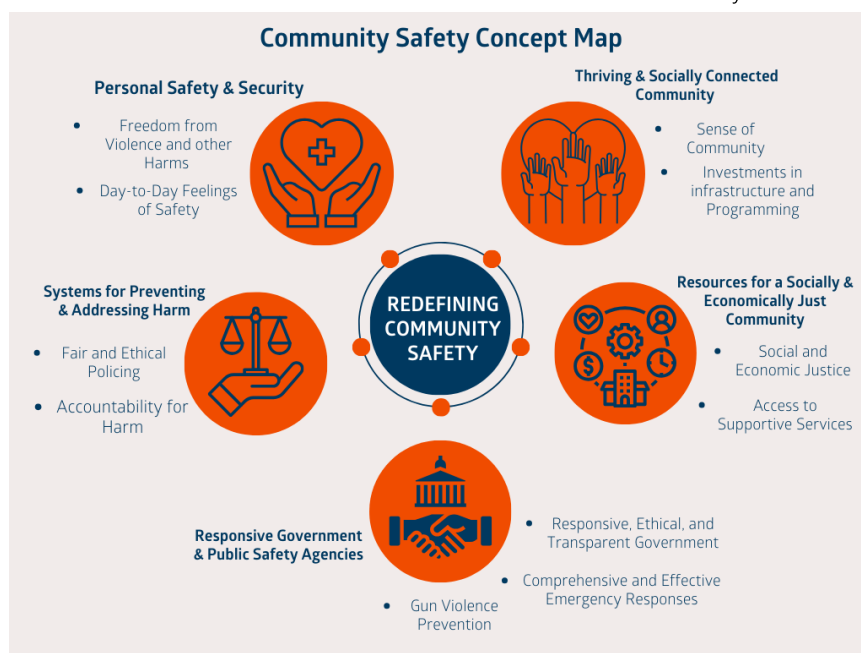 Community Safety Concept Map
Personal Safety & Security
• Freedom from
Violence and other
Harms
• Day-to-Day Feelings
of Safety
Thriving & Socially Connected
Community
• Sense of
Community
• Investments in
infrastructure and
Programming
Systems for Preventing
& Addressing Harm
• Fair and Ethical
Policing
• Accountability for
Harm
REDEFINING
COMMUNITY
SAFETY
Resources for a Socially &
Economically Just
Community
• Social and
Economic Justice
• Access to
Supportive Services
$
Responsive Government
& Public Safety Agencies
• Responsive, Ethical, and
Transparent Government
• Comprehensive and Effective
Emergency Responses
• Gun Violence
Prevention